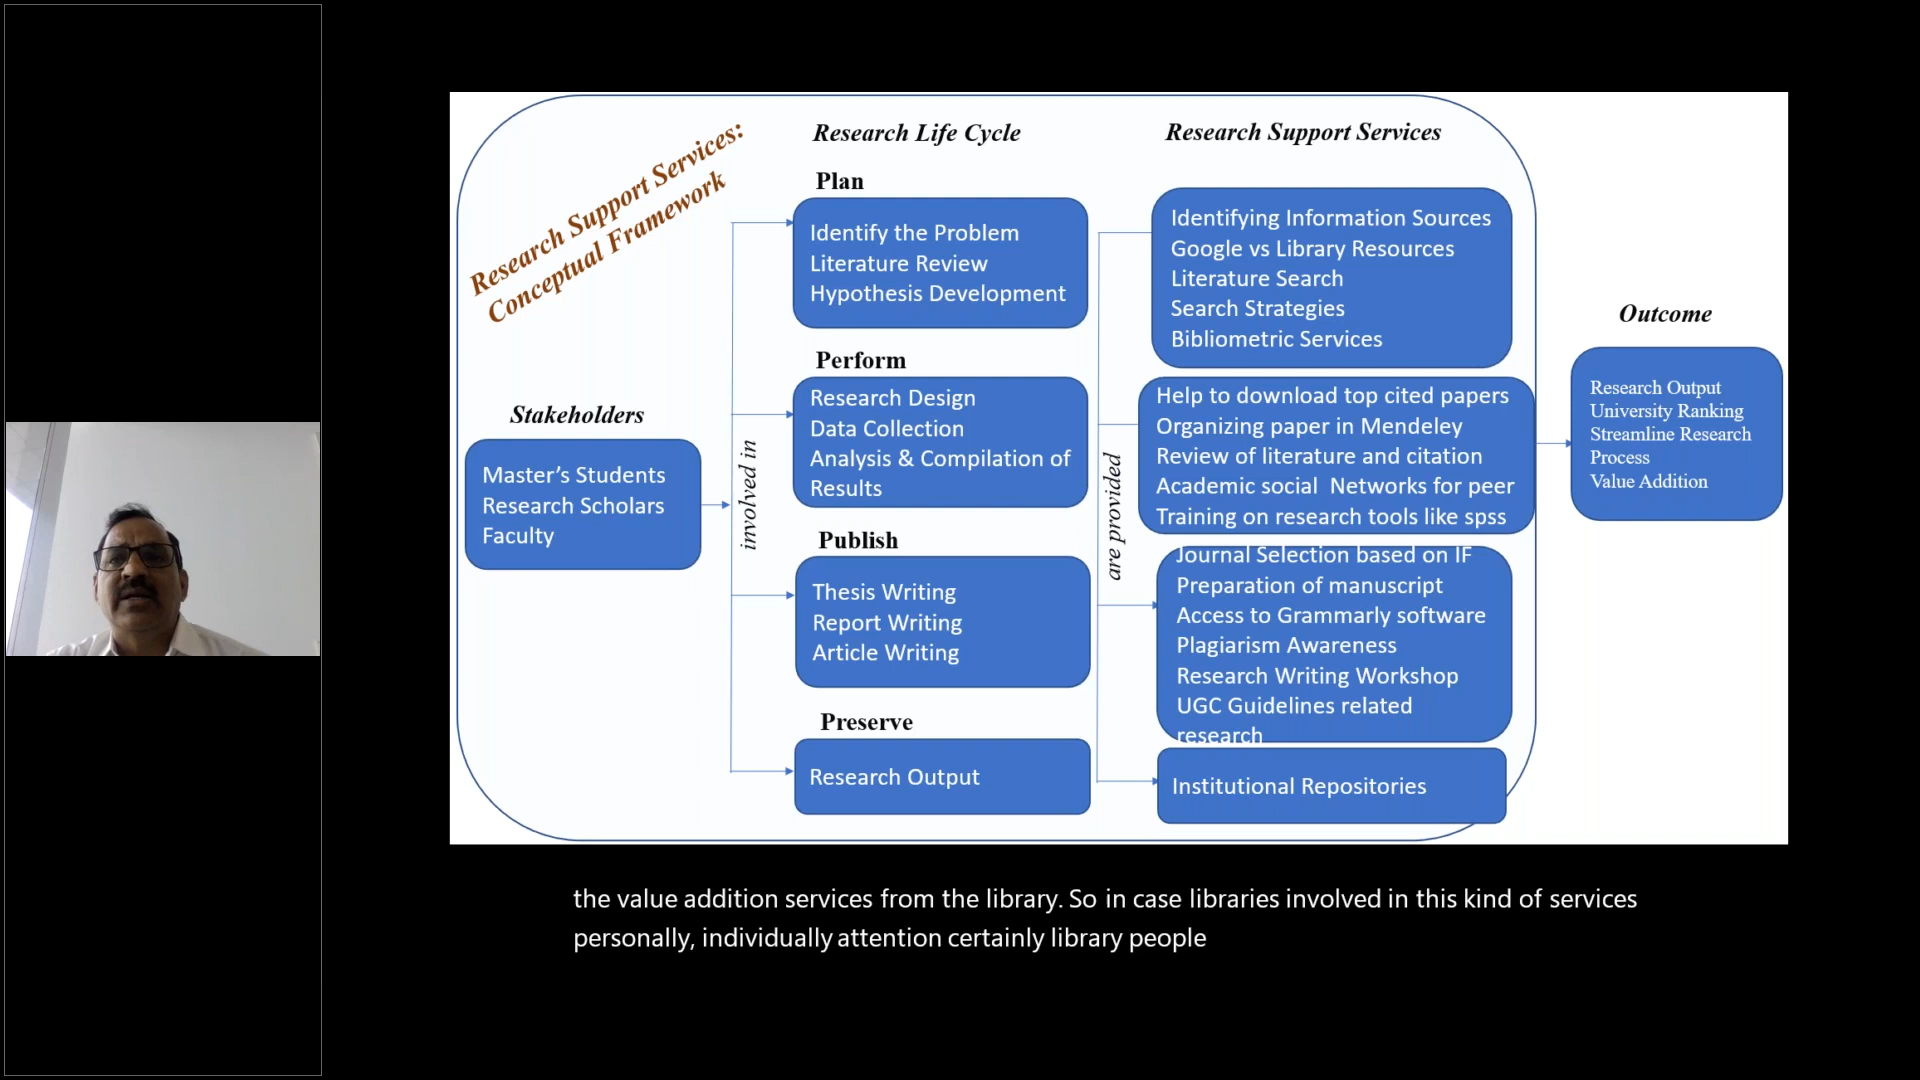 Research Support Services:
Conceptual Framework
Stakeholders
Master’s Students
Research Scholars
Faculty
involved in
Research Life Cycle
Plan
Identify the Problem
Literature Review
Hypothesis Development
Perform
Research Design
Data Collection
Analysis & Compilation of
Results
Publish
Thesis Writing
Report Writing
Article Writing
Preserve
Research Output
are provided
Research Support Services
Identifying Information Sources
Google vs Library Resources
Literature Search
Search Strategies
Bibliometric Services
Help to download top cited papers
Organizing paper in Mendeley
Review of literature and citation
Academic social  Networks for peer
Training on research tools like spss
Journal Selection based on IF
Preparation of manuscript
Access to Grammarly software
Plagiarism Awareness
Research Writing Workshop
UGC Guidelines related
research
Institutional Repositories
Outcome
Research Output
University Ranking
Streamline Research
Process
Value Addition
the value addition services from the library. So in case libraries involved in this kind of services
personally, individually attention certainly library people